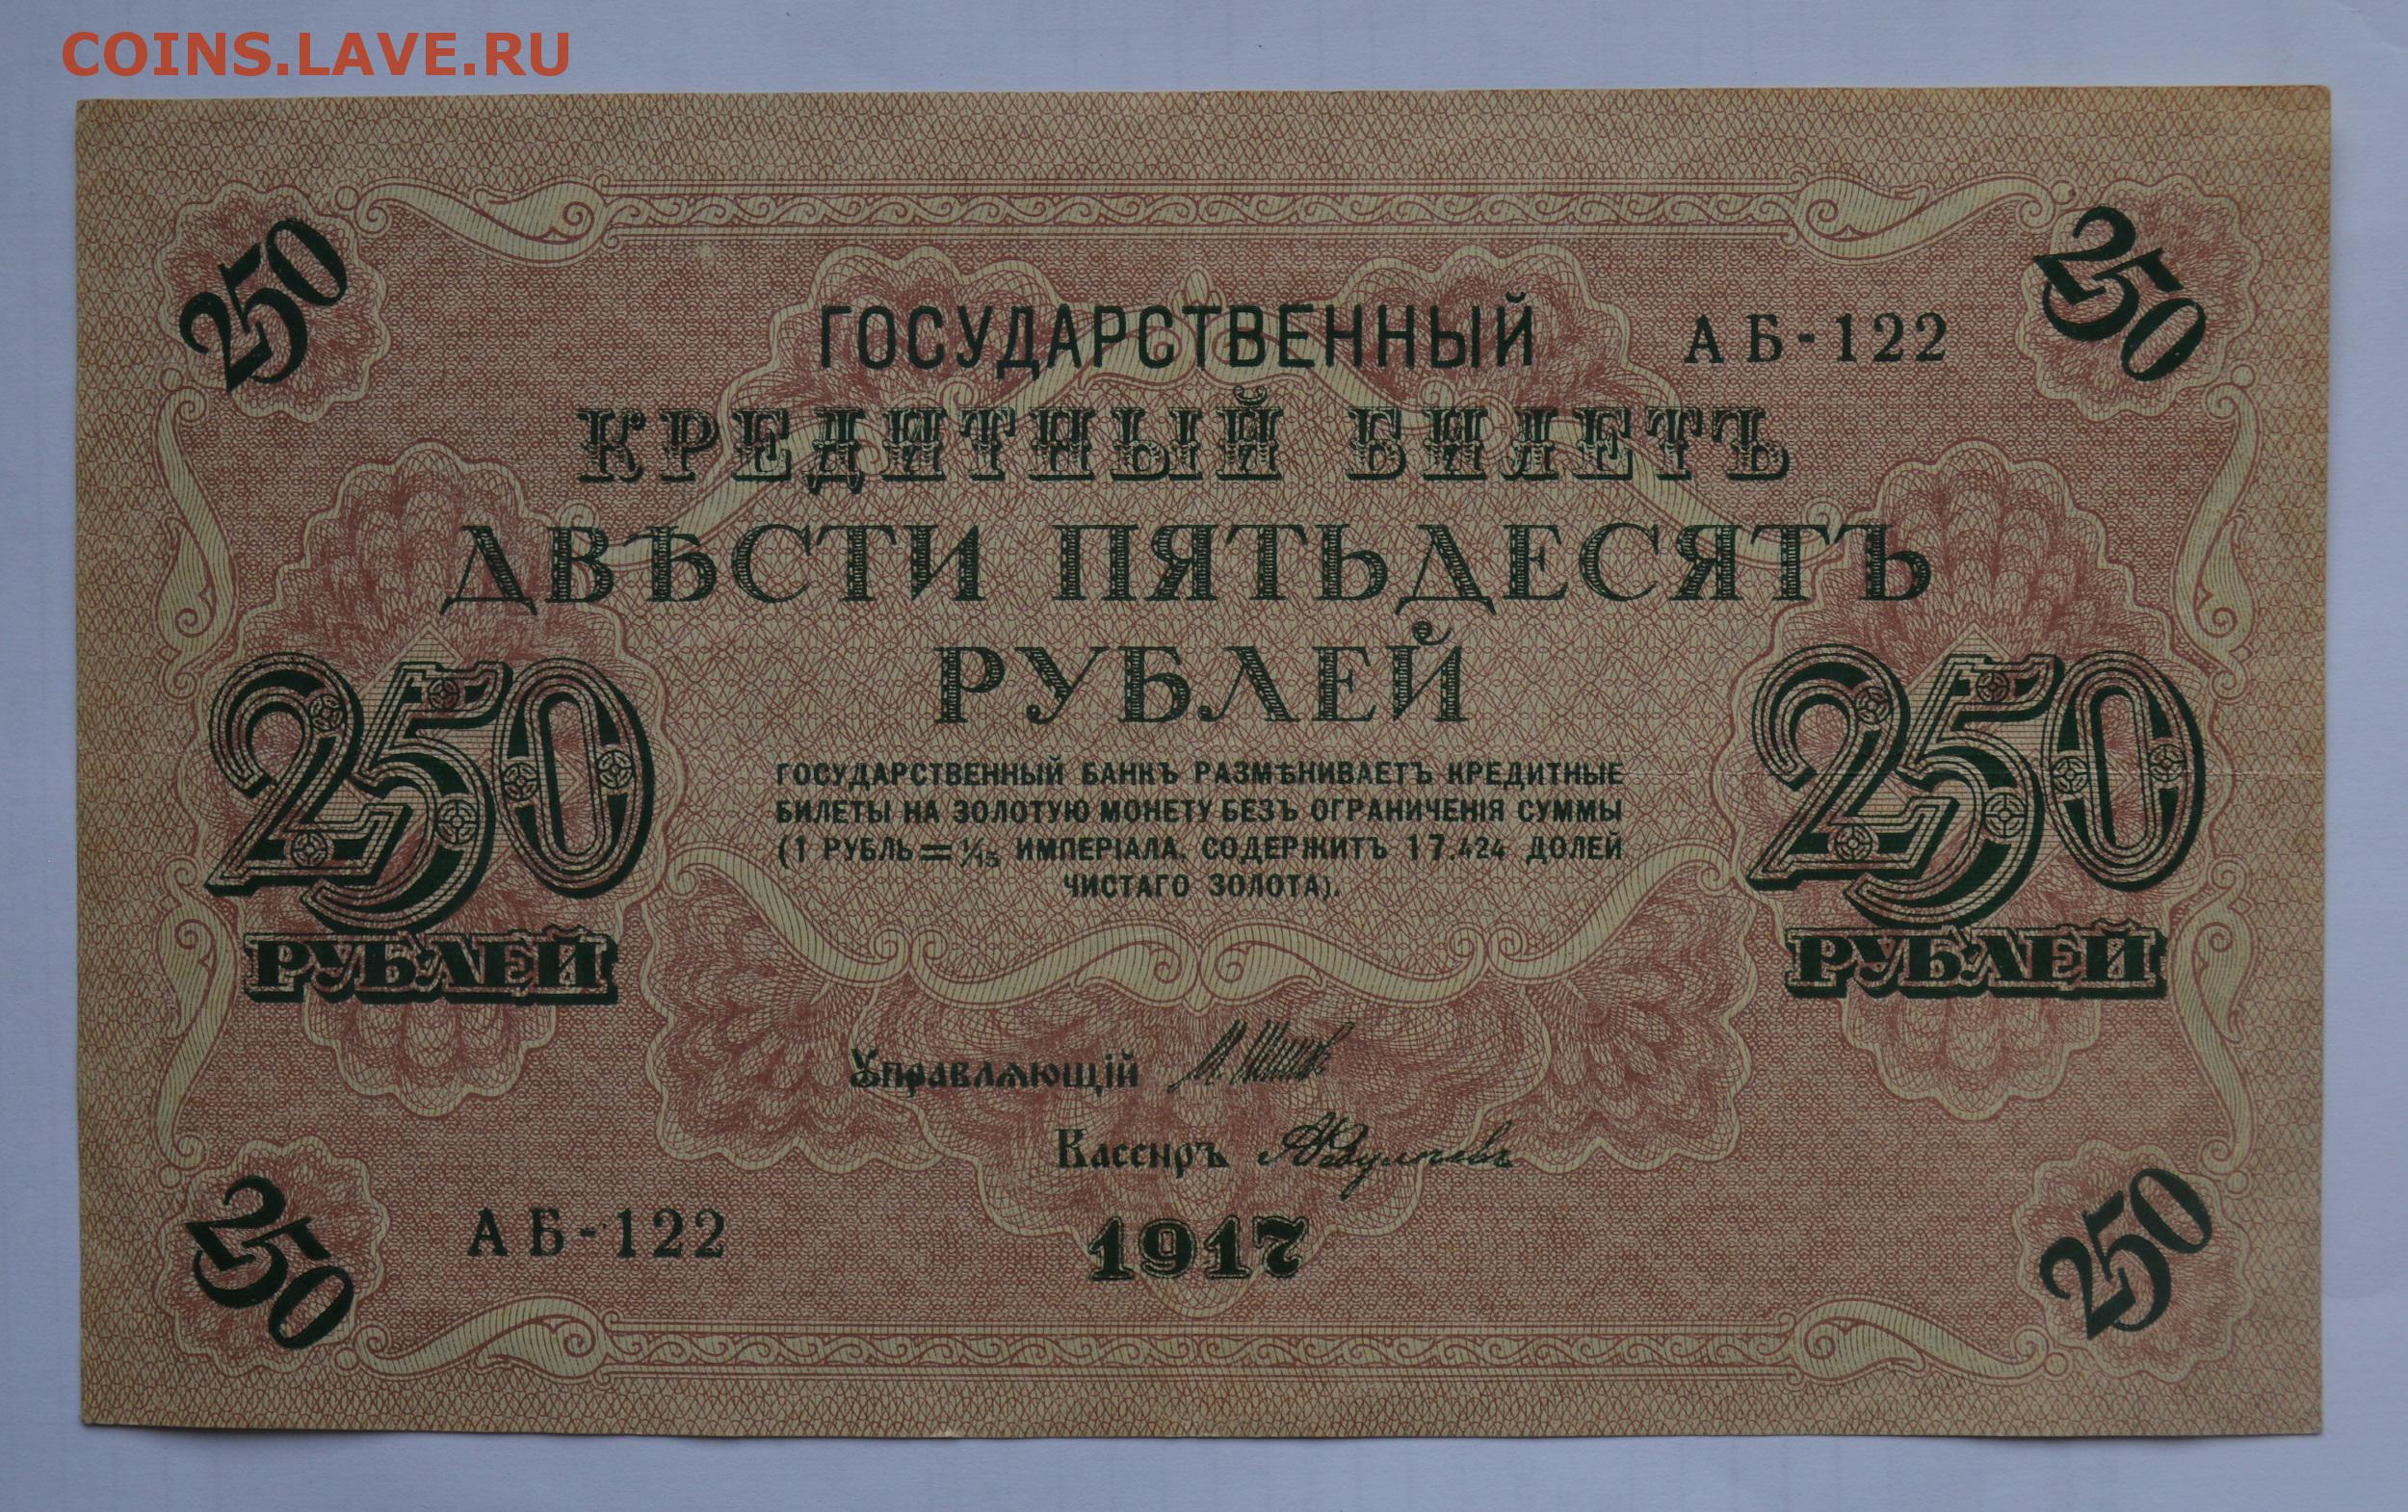 COINS.LAVE.RU
250
250
ГОСУДАРСТВЕННЫЙ АБ-122
КРЕДИТНЫЙ БИЛЕТЪ
ДВѢСТИ ПЯТЬДЕСЯТЪ
РУБЛЕЙ
250 РУБЛЕЙ
ГОСУДАРСТВЕННЫЙ БАНКЪ РАЗМѢНИВАЕТЪ КРЕДИТНЫЕ
БИЛЕТЫ НА ЗОЛОТУЮ МОНЕТУ БЕЗЪ ОГРАНИЧЕНІЯ СУММЫ
(1 РУБЛЬ = 1/15 ИМПЕРІАЛА, СОДЕРЖИТЪ 17.424 ДОЛЕЙ
ЧИСТАГО ЗОЛОТА).
250 РУБЛЕЙ
Управляющій
Кассиръ
АБ-122
1917
250
250